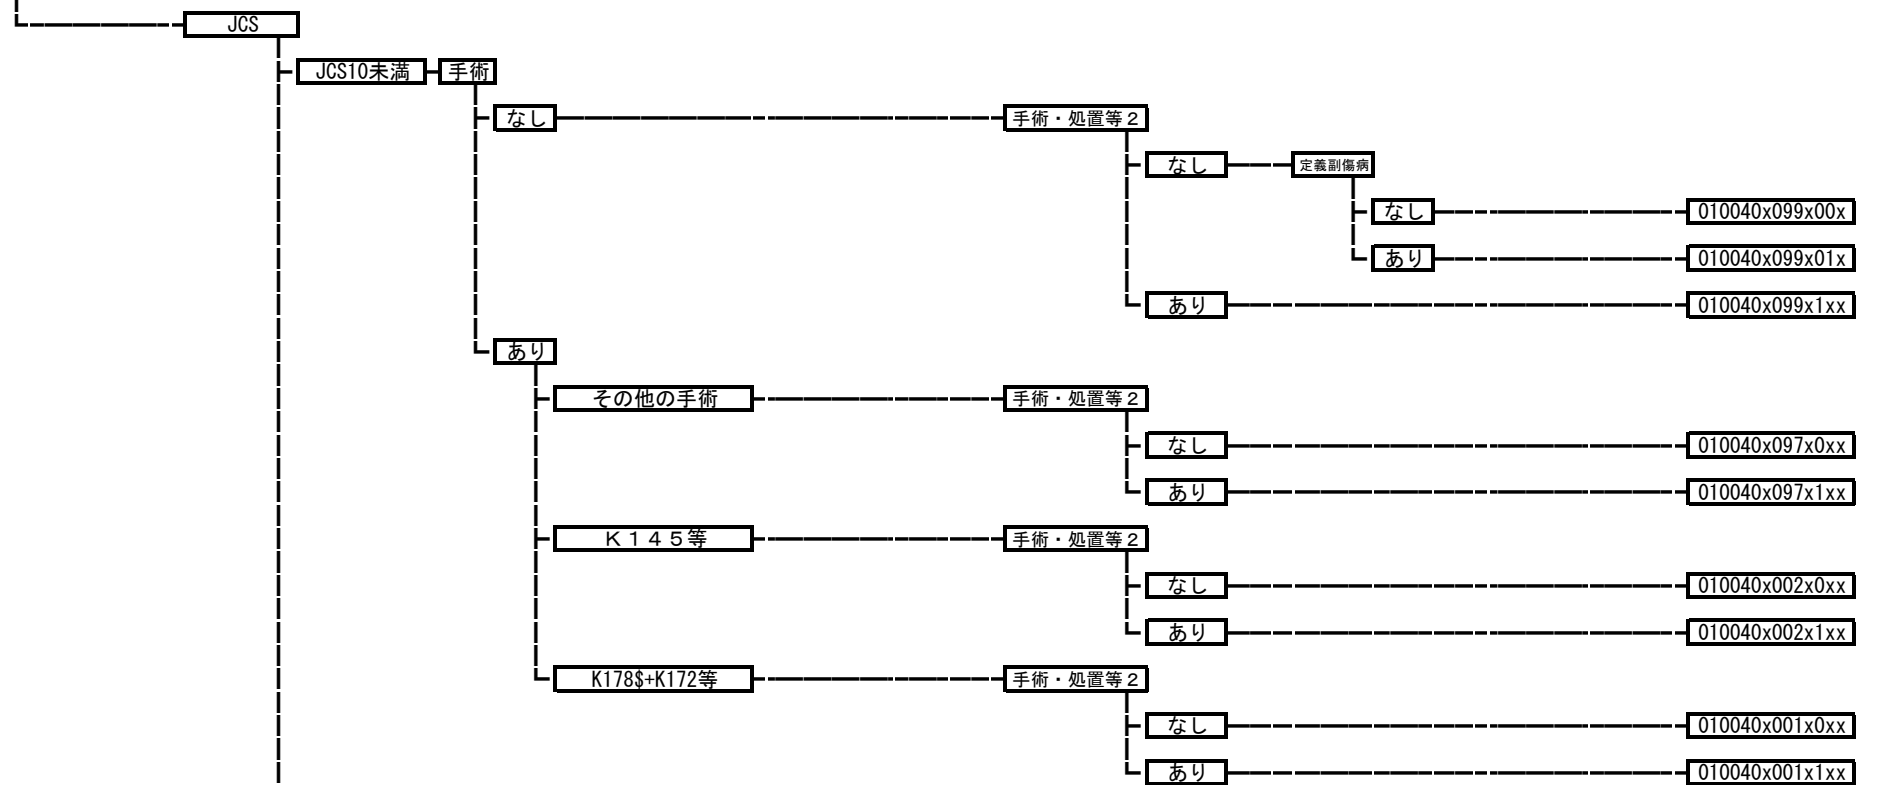 JCS
JCS10未満 手術
なし 手術・処置等２
なし 定義副傷病
なし 010040x099x00x
あり 010040x099x01x
あり 010040x099x1xx
あり
その他の手術 手術・処置等２
なし 010040x097x0xx
あり 010040x097x1xx
Ｋ１４５等 手術・処置等２
なし 010040x002x0xx
あり 010040x002x1xx
K178$+K172等 手術・処置等２
なし 010040x001x0xx
あり 010040x001x1xx